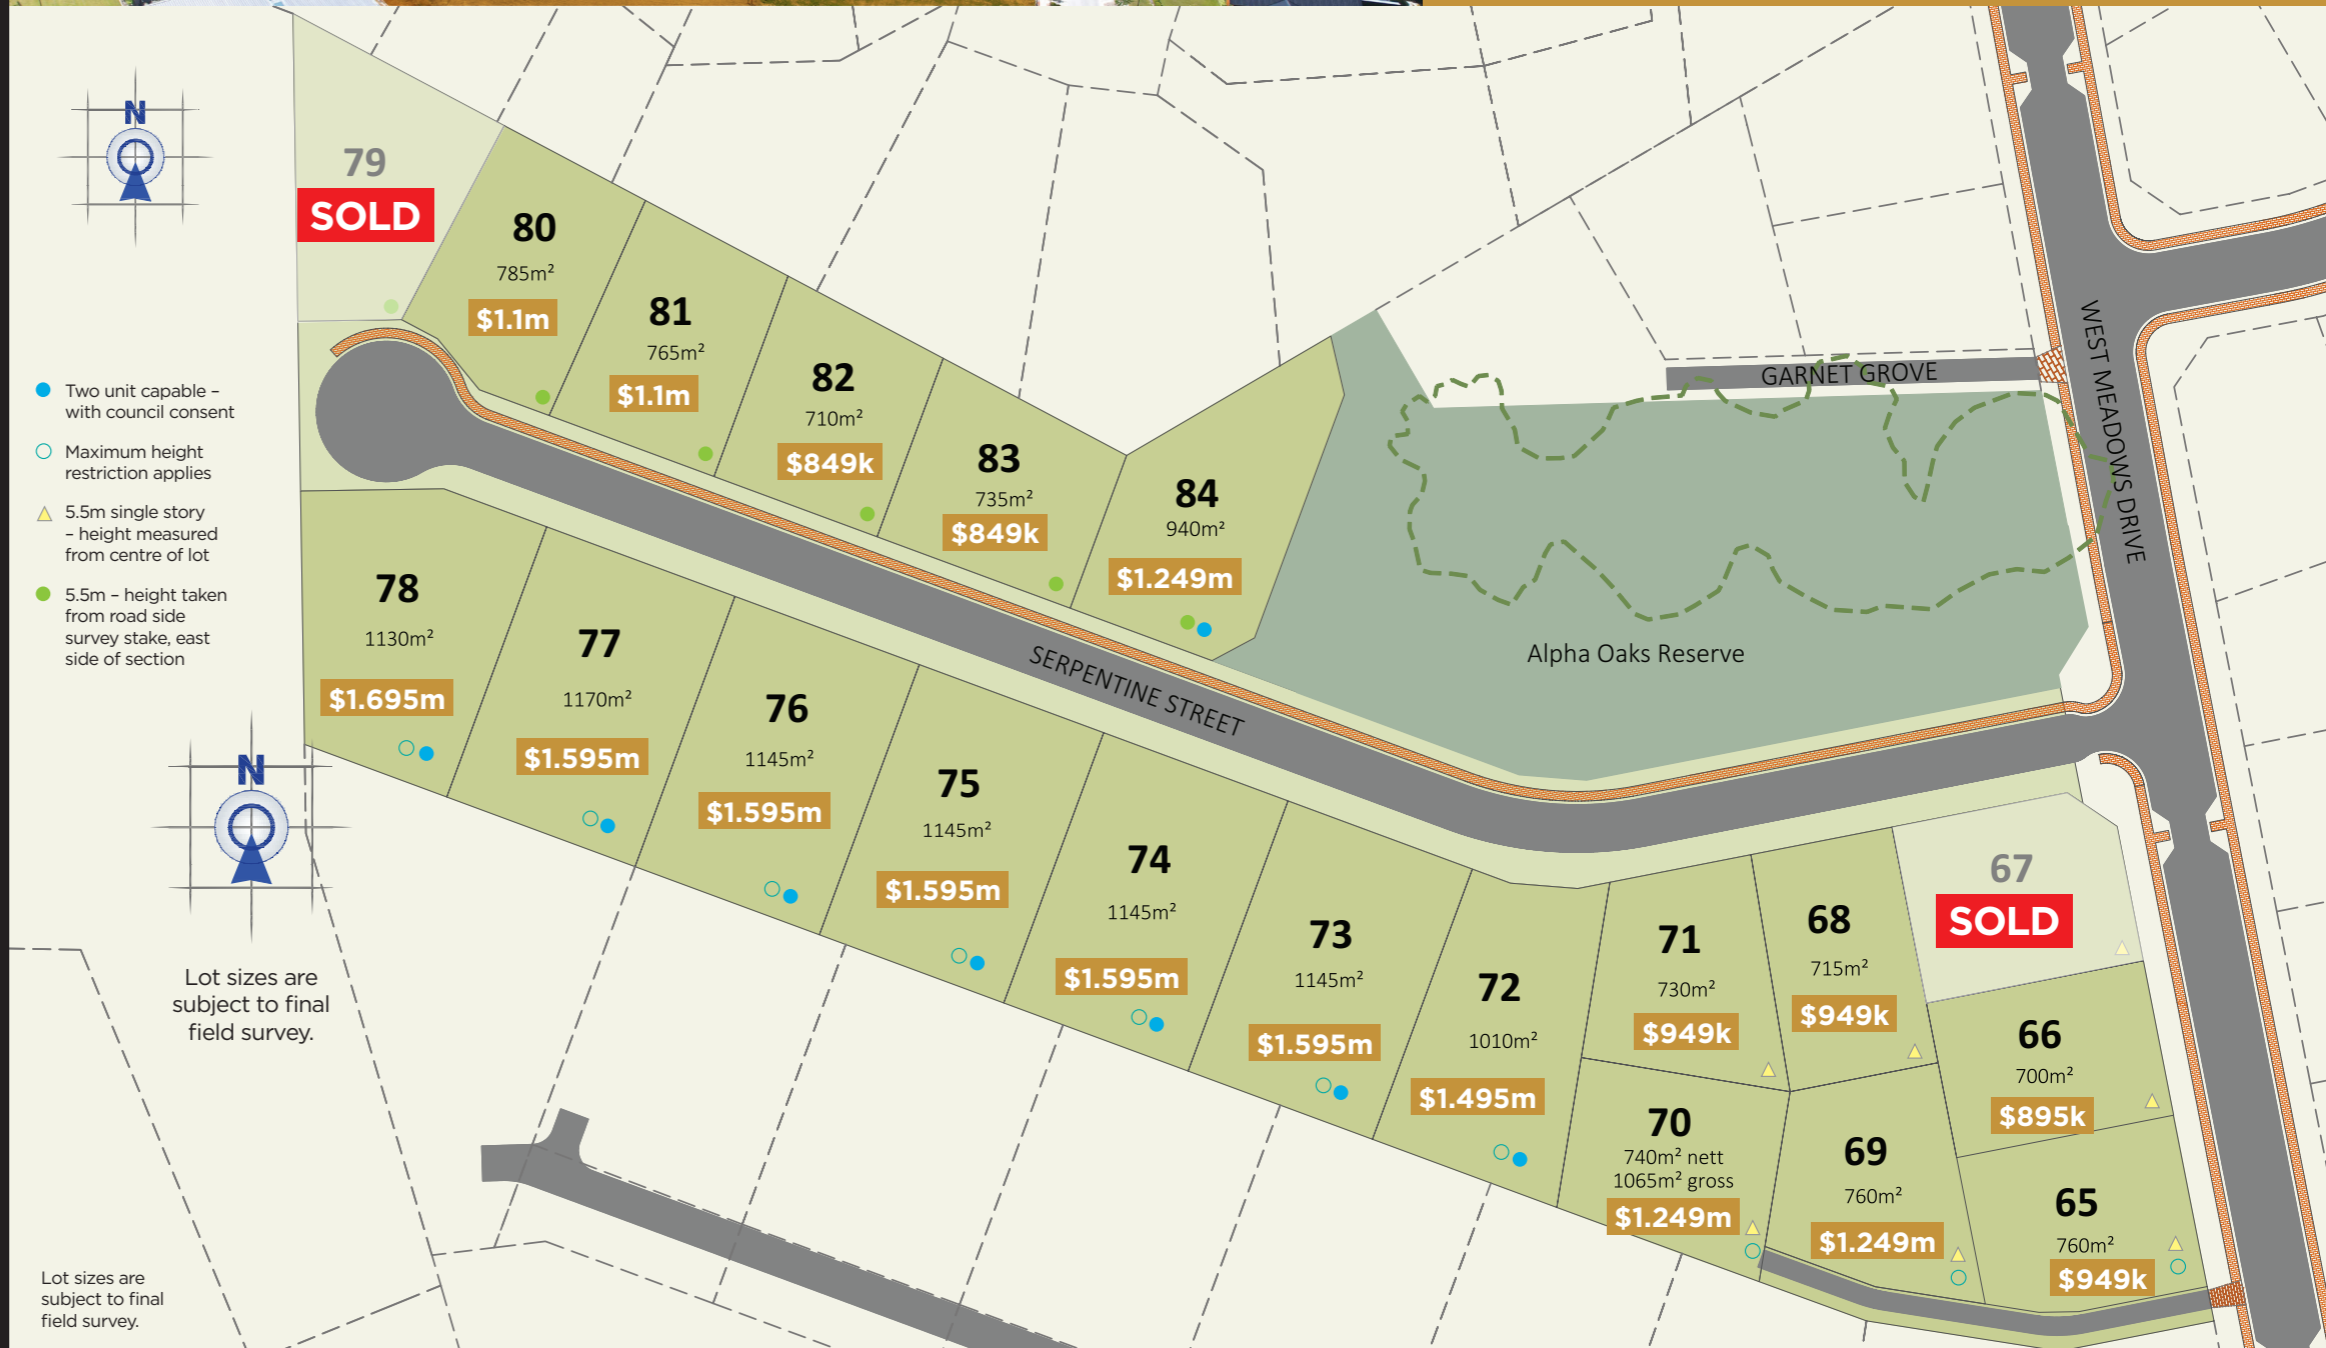 N
79
SOLD
80
785m²
$1.1m
81
765m²
$1.1m
82
710m²
$849k
83
735m²
$849k
84
940m²
$1.249m
GARNET GROVE
WEST MEADOWS DRIVE
Alpha Oaks Reserve
SERPENTINE STREET
Two unit capable –
with council consent
Maximum height
restriction applies
5.5m single story
– height measured
from centre of lot
5.5m – height taken
from road side
survey stake, east
side of section
78
1130m²
$1.695m
77
1170m²
$1.595m
76
1145m²
$1.595m
75
1145m²
$1.595m
74
1145m²
$1.595m
73
1145m²
$1.595m
72
1010m²
$1.495m
71
730m²
$949k
68
715m²
$949k
67
SOLD
66
700m²
$895k
70
740m² nett
1065m² gross
$1.249m
69
760m²
$1.249m
65
760m²
$949k
N
Lot sizes are
subject to final
field survey.
Lot sizes are
subject to final
field survey.